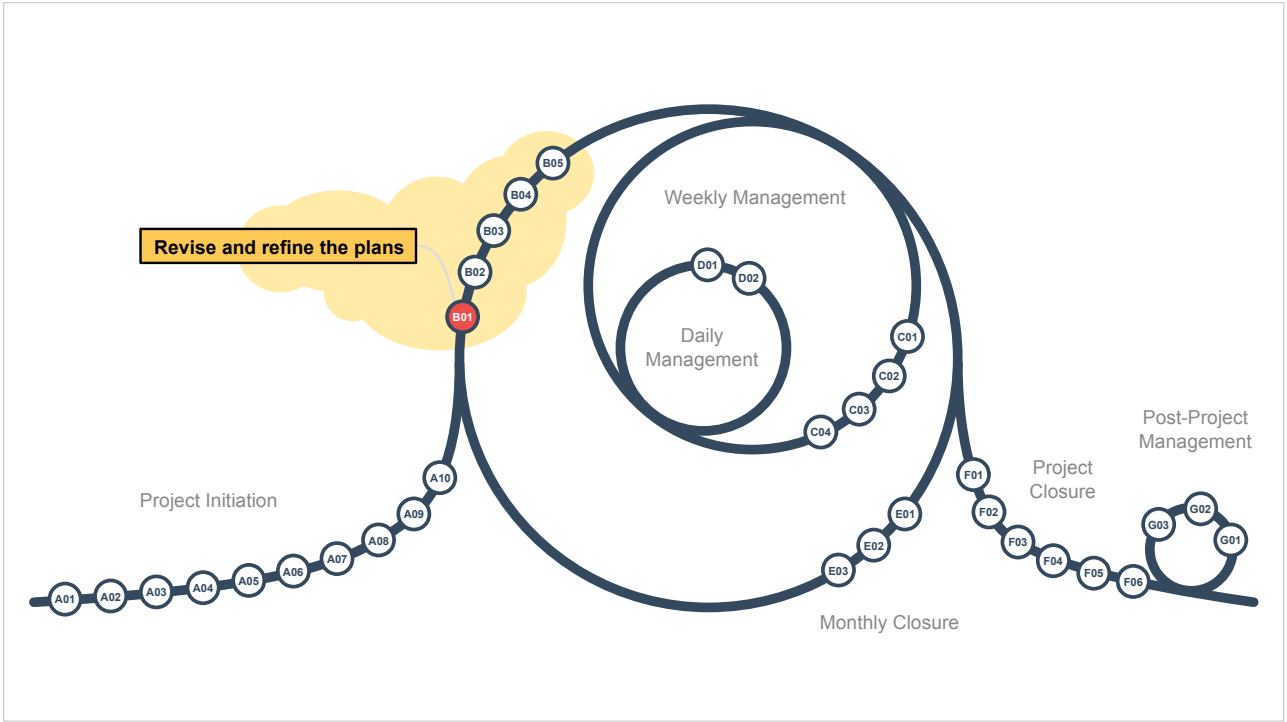 B05
B04
Weekly Management
B03
Revise and refine the plans
D01
B02
D02
B01
Daily
Management
C01
C02
C03
Post-Project
Management
C04
Project
Closure
A10
F01
Project Initiation
G02
A09
E01
F02
G03
A08
E02
F03
G01
A07
F04
A06
E03
F05
A05
F06
A04
A03
A02
A01
Monthly Closure